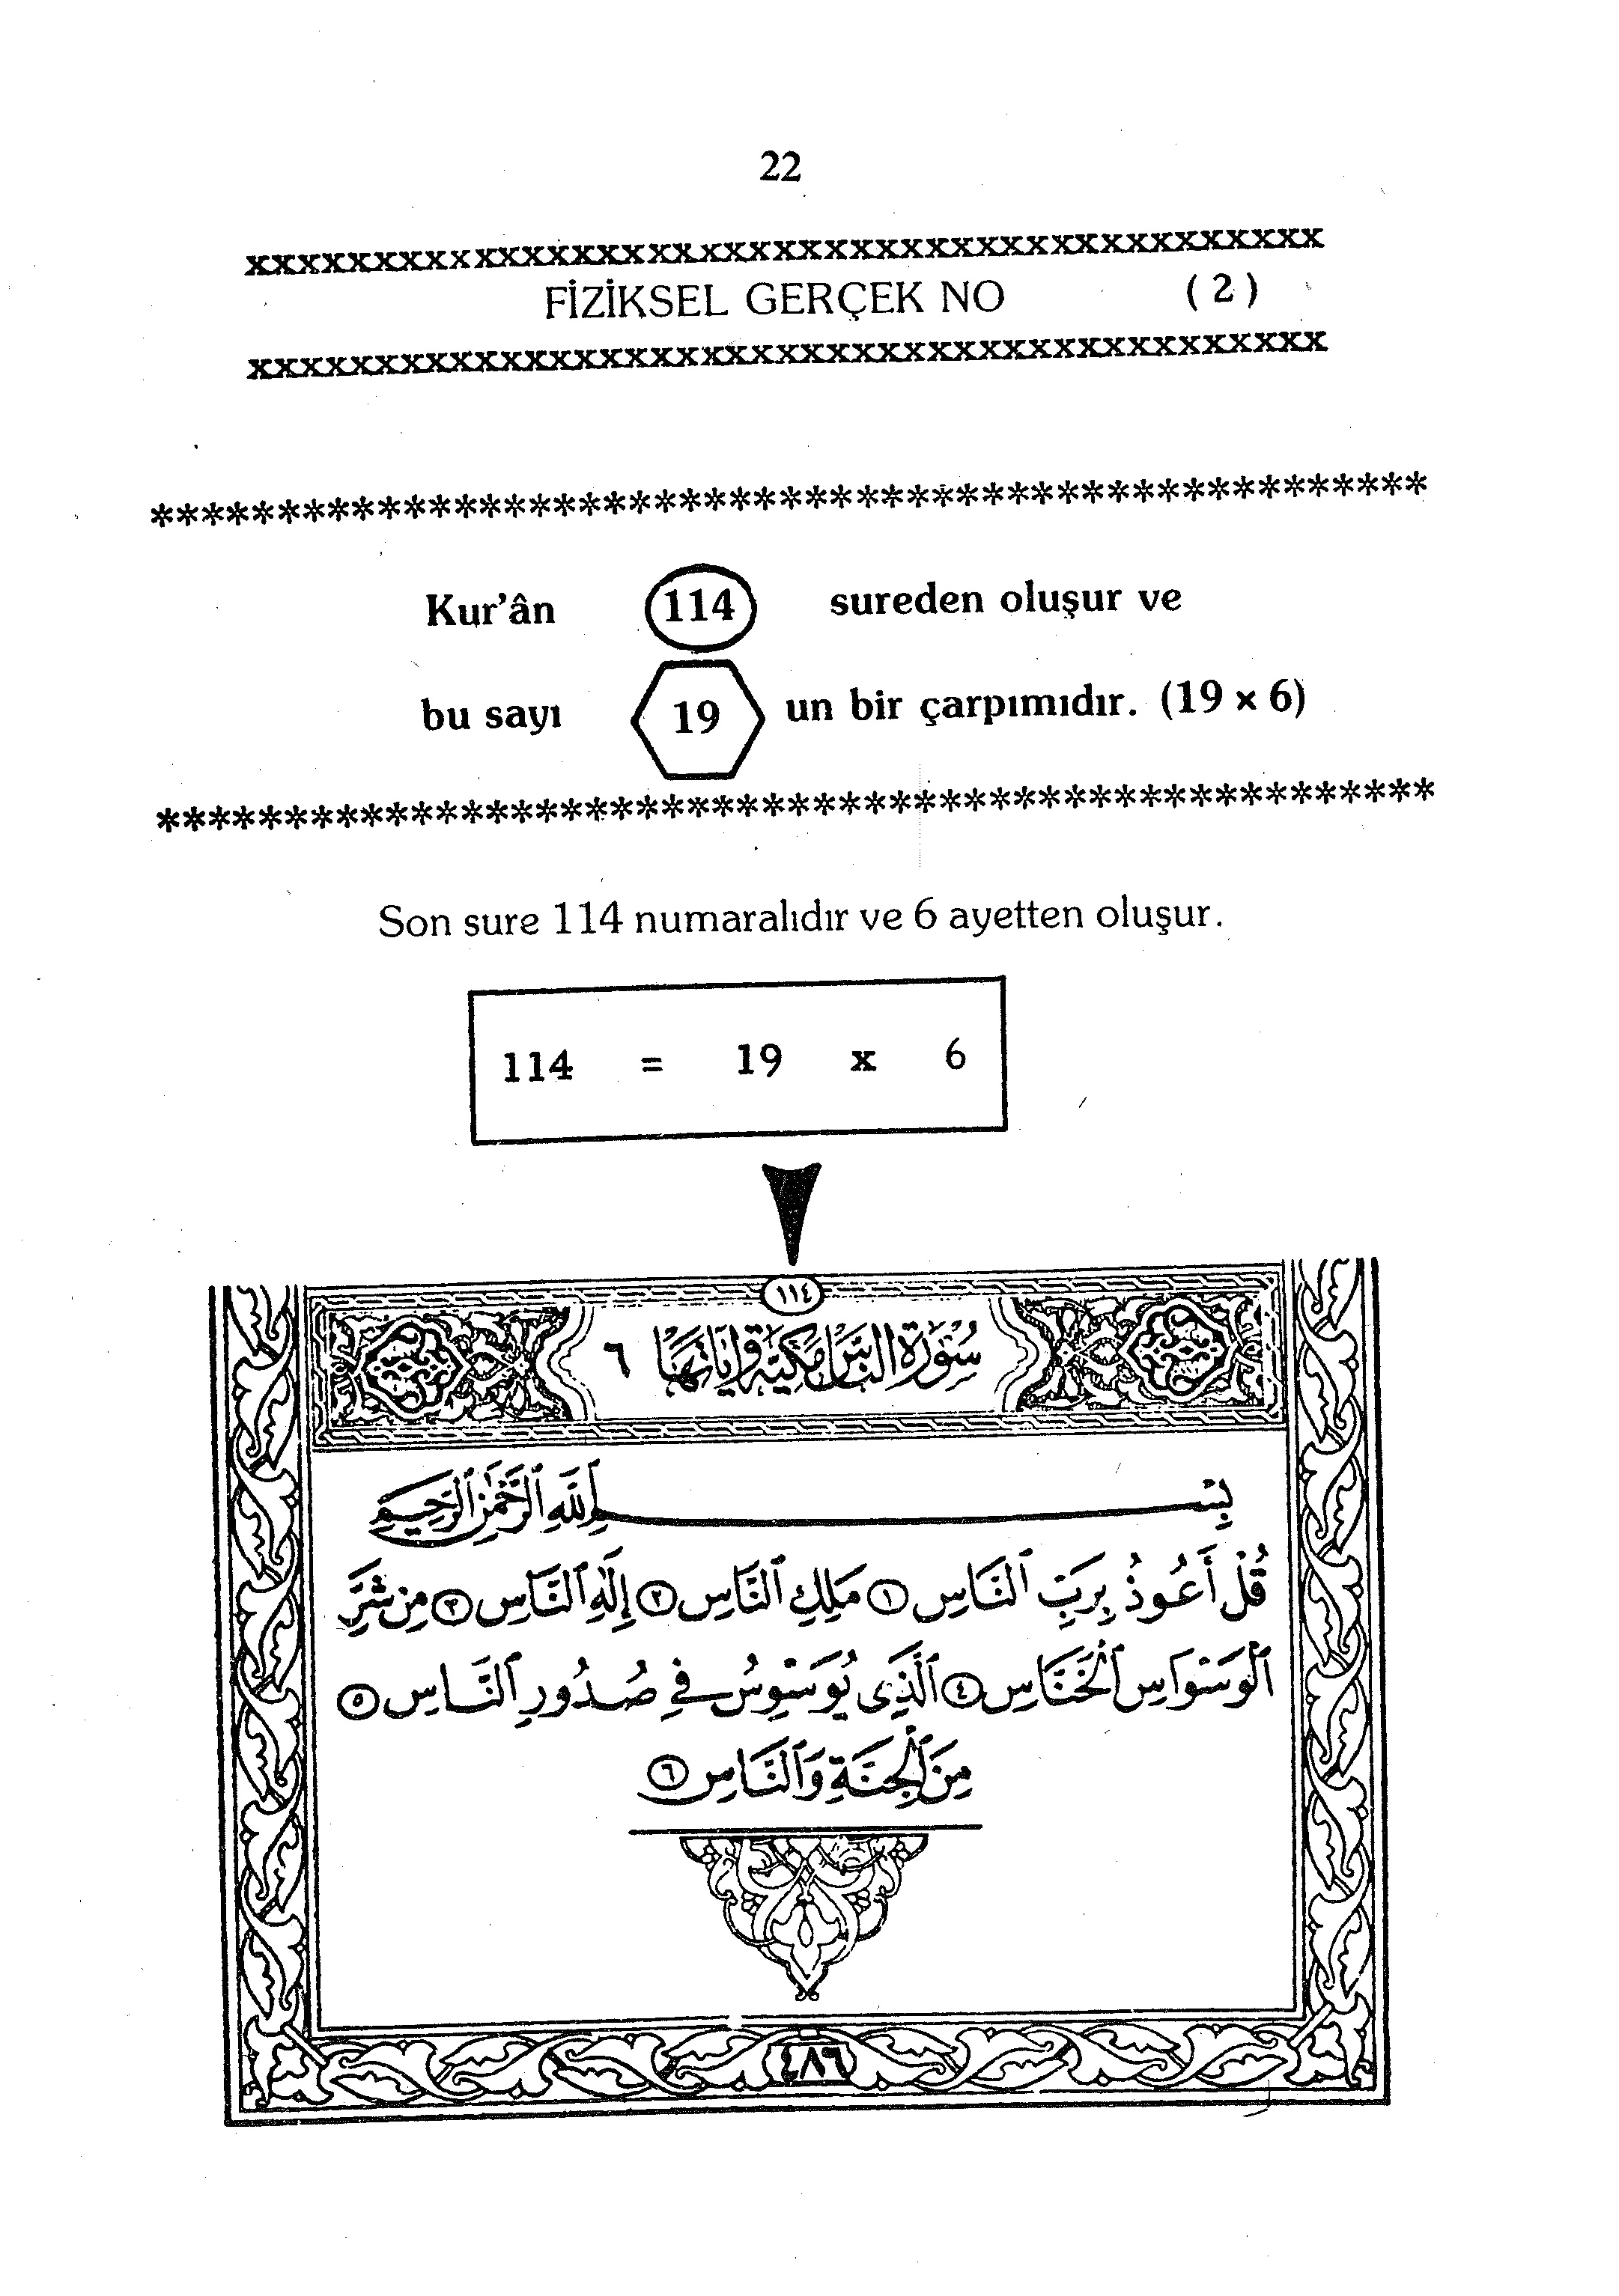 22
xxxxxxxxxxxxxxxxxxxxxxxxxxxxxxxxxxxxxxxxxx
FİZİKSEL GERÇEK NO (2)
xxxxxxxxxxxxxxxxxxxxxxxxxxxxxxxxxxxxxxxxxx
***************************************************
Kur’ân 114 sureden oluşur ve
bu sayı 19 un bir çarpımıdır. (19 x 6)
***************************************************
Son sure 114 numaralıdır ve 6 ayetten oluşur.
114 = 19 x 6
١١٤
سُورَةُ النَّاسِ مَكِّيَّة وَآيَاتُهَا ٦
بِسْمِ ٱللَّهِ ٱلرَّحْمَٰنِ ٱلرَّحِيمِ
قُلْ أَعُوذُ بِرَبِّ ٱلنَّاسِ ١ مَلِكِ ٱلنَّاسِ ٢ إِلَٰهِ ٱلنَّاسِ ٣ مِن شَرِّ
ٱلْوَسْوَاسِ ٱلْخَنَّاسِ ٤ ٱلَّذِى يُوَسْوِسُ فِى صُدُورِ ٱلنَّاسِ ٥
مِنَ ٱلْجِنَّةِ وَٱلنَّاسِ ٦
٦٨٤